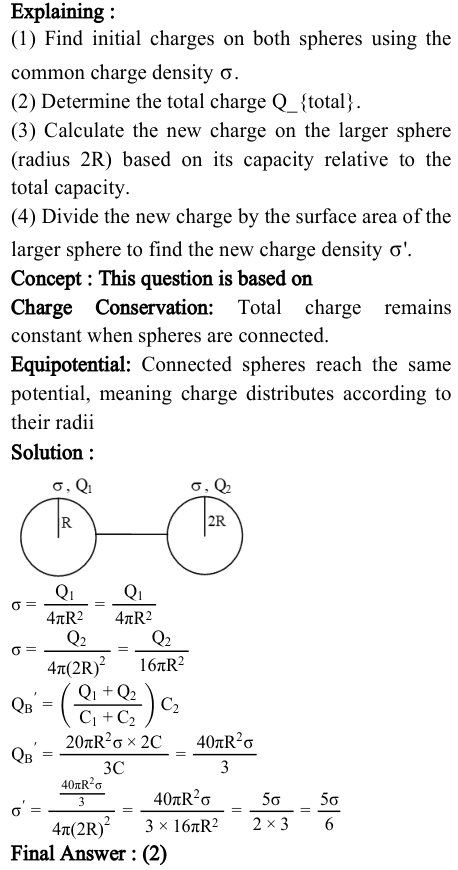 Explaining :
(1) Find initial charges on both spheres using the
common charge density σ.
(2) Determine the total charge Q_{total}.
(3) Calculate the new charge on the larger sphere
(radius 2R) based on its capacity relative to the
total capacity.
(4) Divide the new charge by the surface area of the
larger sphere to find the new charge density σ'.
Concept : This question is based on
Charge Conservation: Total charge remains
constant when spheres are connected.
Equipotential: Connected spheres reach the same
potential, meaning charge distributes according to
their radii
Solution :
σ, Q₁ σ, Q₂
R 2R
σ = Q₁/4πR² = Q₁/4πR²
σ = Q₂/4π(2R)² = Q₂/16πR²
Q_B' = ((Q₁ + Q₂)/(C₁ + C₂)) C₂
Q_B' = (20πR²σ × 2C)/3C = 40πR²σ/3
σ' = (40πR²σ/3)/4π(2R)² = 40πR²σ/(3 × 16πR²) = 5σ/(2 × 3) = 5σ/6
Final Answer : (2)